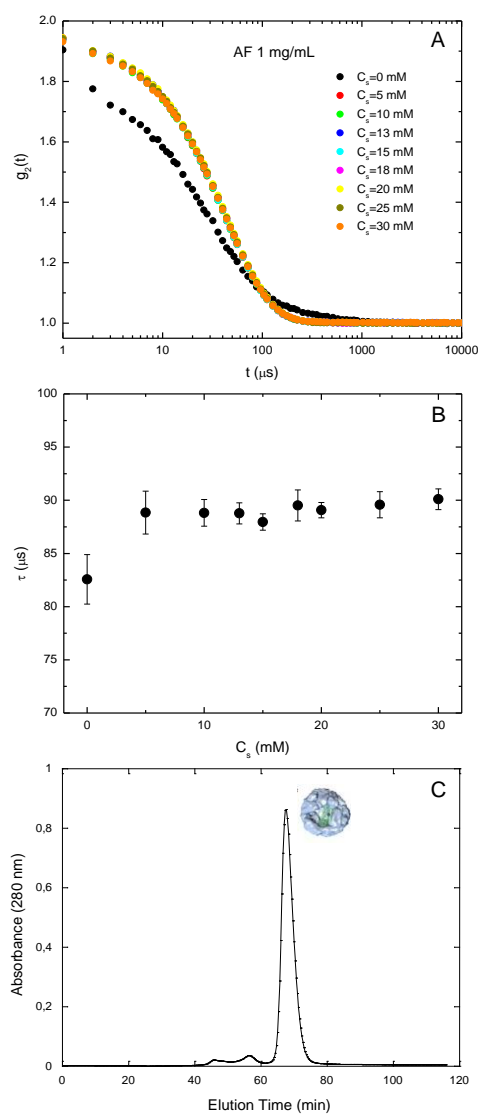 2.0
1.8
1.6
1.4
1.2
1.0
g2(t)
A
AF 1 mg/mL
Cs=0 mM
Cs=5 mM
Cs=10 mM
Cs=13 mM
Cs=15 mM
Cs=18 mM
Cs=20 mM
Cs=25 mM
Cs=30 mM
1 10 100 1000 10000
t (μs)
B
100
95
90
85
80
75
70
τ (μs)
0 10 20 30
Cs (mM)
C
1
0,8
0,6
0,4
0,2
0
Absorbance (280 nm)
0 20 40 60 80 100 120
Elution Time (min)